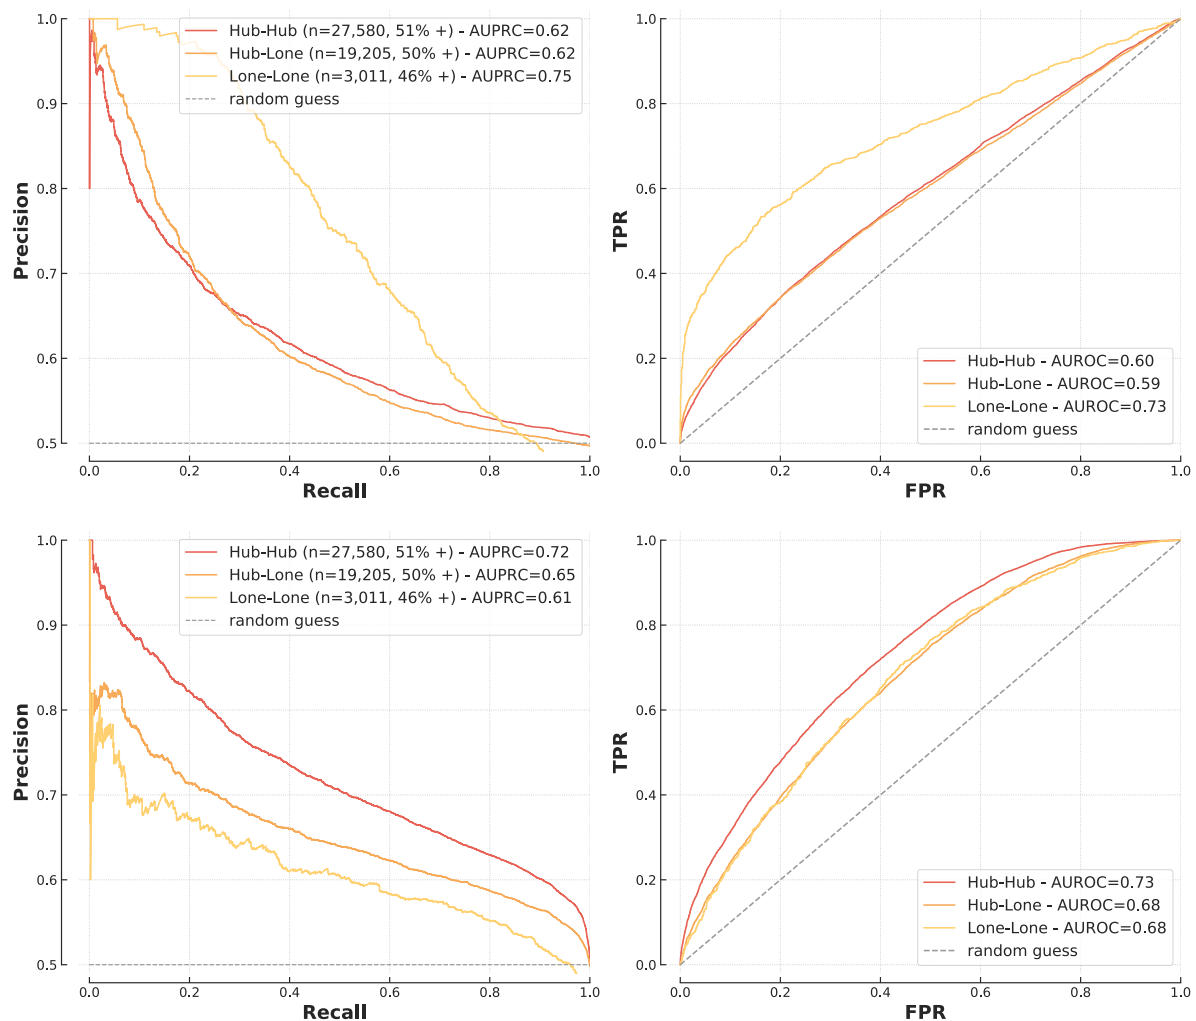 Hub-Hub (n=27,580, 51% +) - AUPRC=0.62
Hub-Lone (n=19,205, 50% +) - AUPRC=0.62
Lone-Lone (n=3,011, 46% +) - AUPRC=0.75
random guess
1.0
0.9
0.8
0.7
0.6
0.5
Precision
0.0 0.2 0.4 0.6 0.8 1.0
Recall
1.0
0.8
0.6
0.4
0.2
0.0
TPR
Hub-Hub - AUROC=0.60
Hub-Lone - AUROC=0.59
Lone-Lone - AUROC=0.73
random guess
0.0 0.2 0.4 0.6 0.8 1.0
FPR
Hub-Hub (n=27,580, 51% +) - AUPRC=0.72
Hub-Lone (n=19,205, 50% +) - AUPRC=0.65
Lone-Lone (n=3,011, 46% +) - AUPRC=0.61
random guess
1.0
0.9
0.8
0.7
0.6
0.5
Precision
0.0 0.2 0.4 0.6 0.8 1.0
Recall
1.0
0.8
0.6
0.4
0.2
0.0
TPR
Hub-Hub - AUROC=0.73
Hub-Lone - AUROC=0.68
Lone-Lone - AUROC=0.68
random guess
0.0 0.2 0.4 0.6 0.8 1.0
FPR